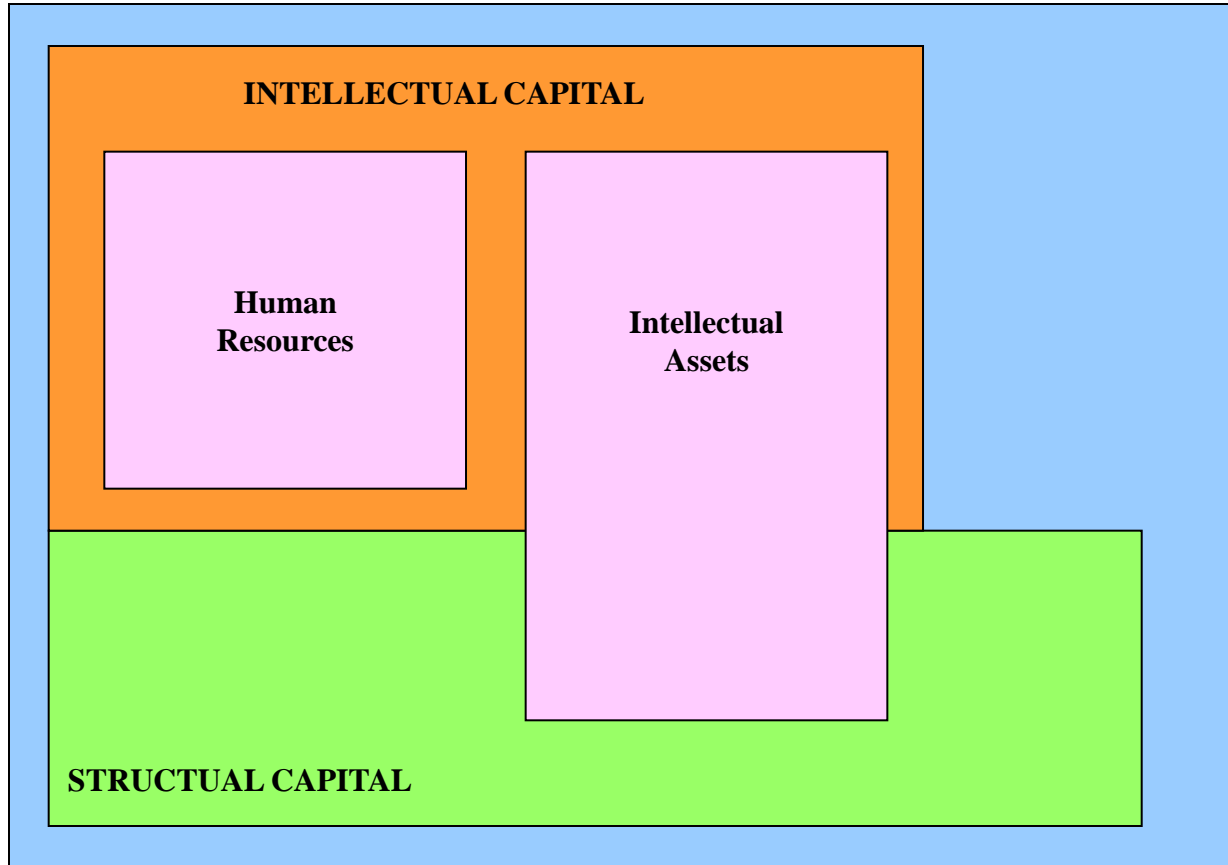 INTELLECTUAL CAPITAL
Human
Resources
Intellectual
Assets
STRUCTUAL CAPITAL